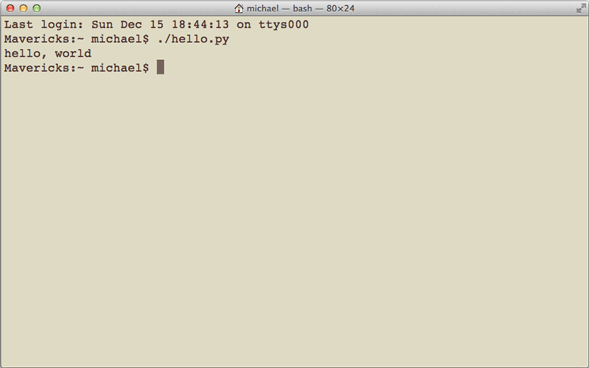 michael — bash — 80×24
Last login: Sun Dec 15 18:44:13 on ttys000
Mavericks:~ michael$ ./hello.py
hello, world
Mavericks:~ michael$